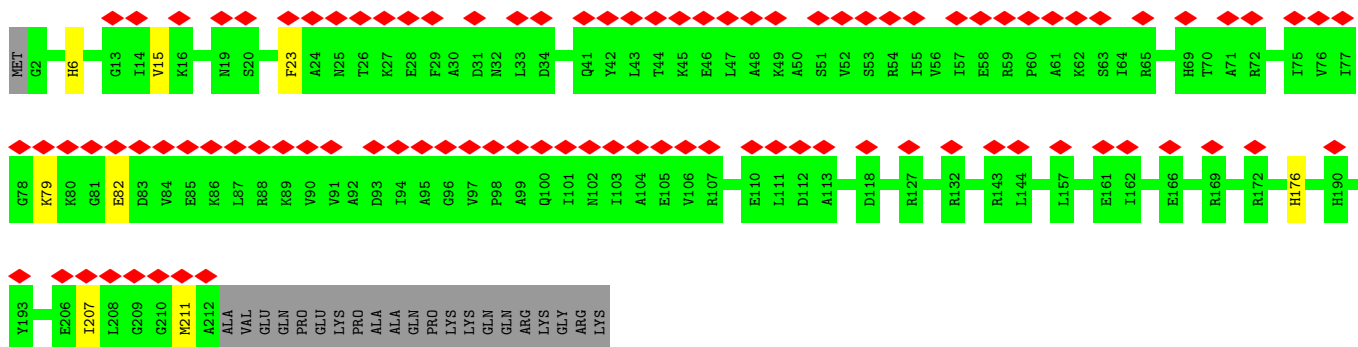 MET G2 H6 G13 I14 V15 K16 N19 S20 F23 A24 N25 T26 K27 E28 F29 A30 D31 N32 L33 D34 Q41 Y42 L43 T44 K45 E46 L47 A48 K49 A50 S51 V52 S53 R54 I55 V56 I57 E58 R59 P60 A61 K62 S63 I64 R65 H69 T70 A71 R72 I75 V76 I77
G78 K79 K80 G81 E82 D83 V84 E85 K86 L87 R88 K89 V90 V91 A92 D93 I94 A95 G96 V97 P98 A99 Q100 I101 N102 I103 A104 E105 V106 R107 E110 L111 D112 A113 D118 R127 R132 R143 L144 L157 E161 I162 E166 R169 R172 H176 H190
Y193 E206 I207 L208 G209 G210 M211 A212 ALA VAL GLU GLN PRO GLU LYS PRO ALA ALA GLN PRO LYS LYS GLN GLN ARG LYS GLY ARG LYS